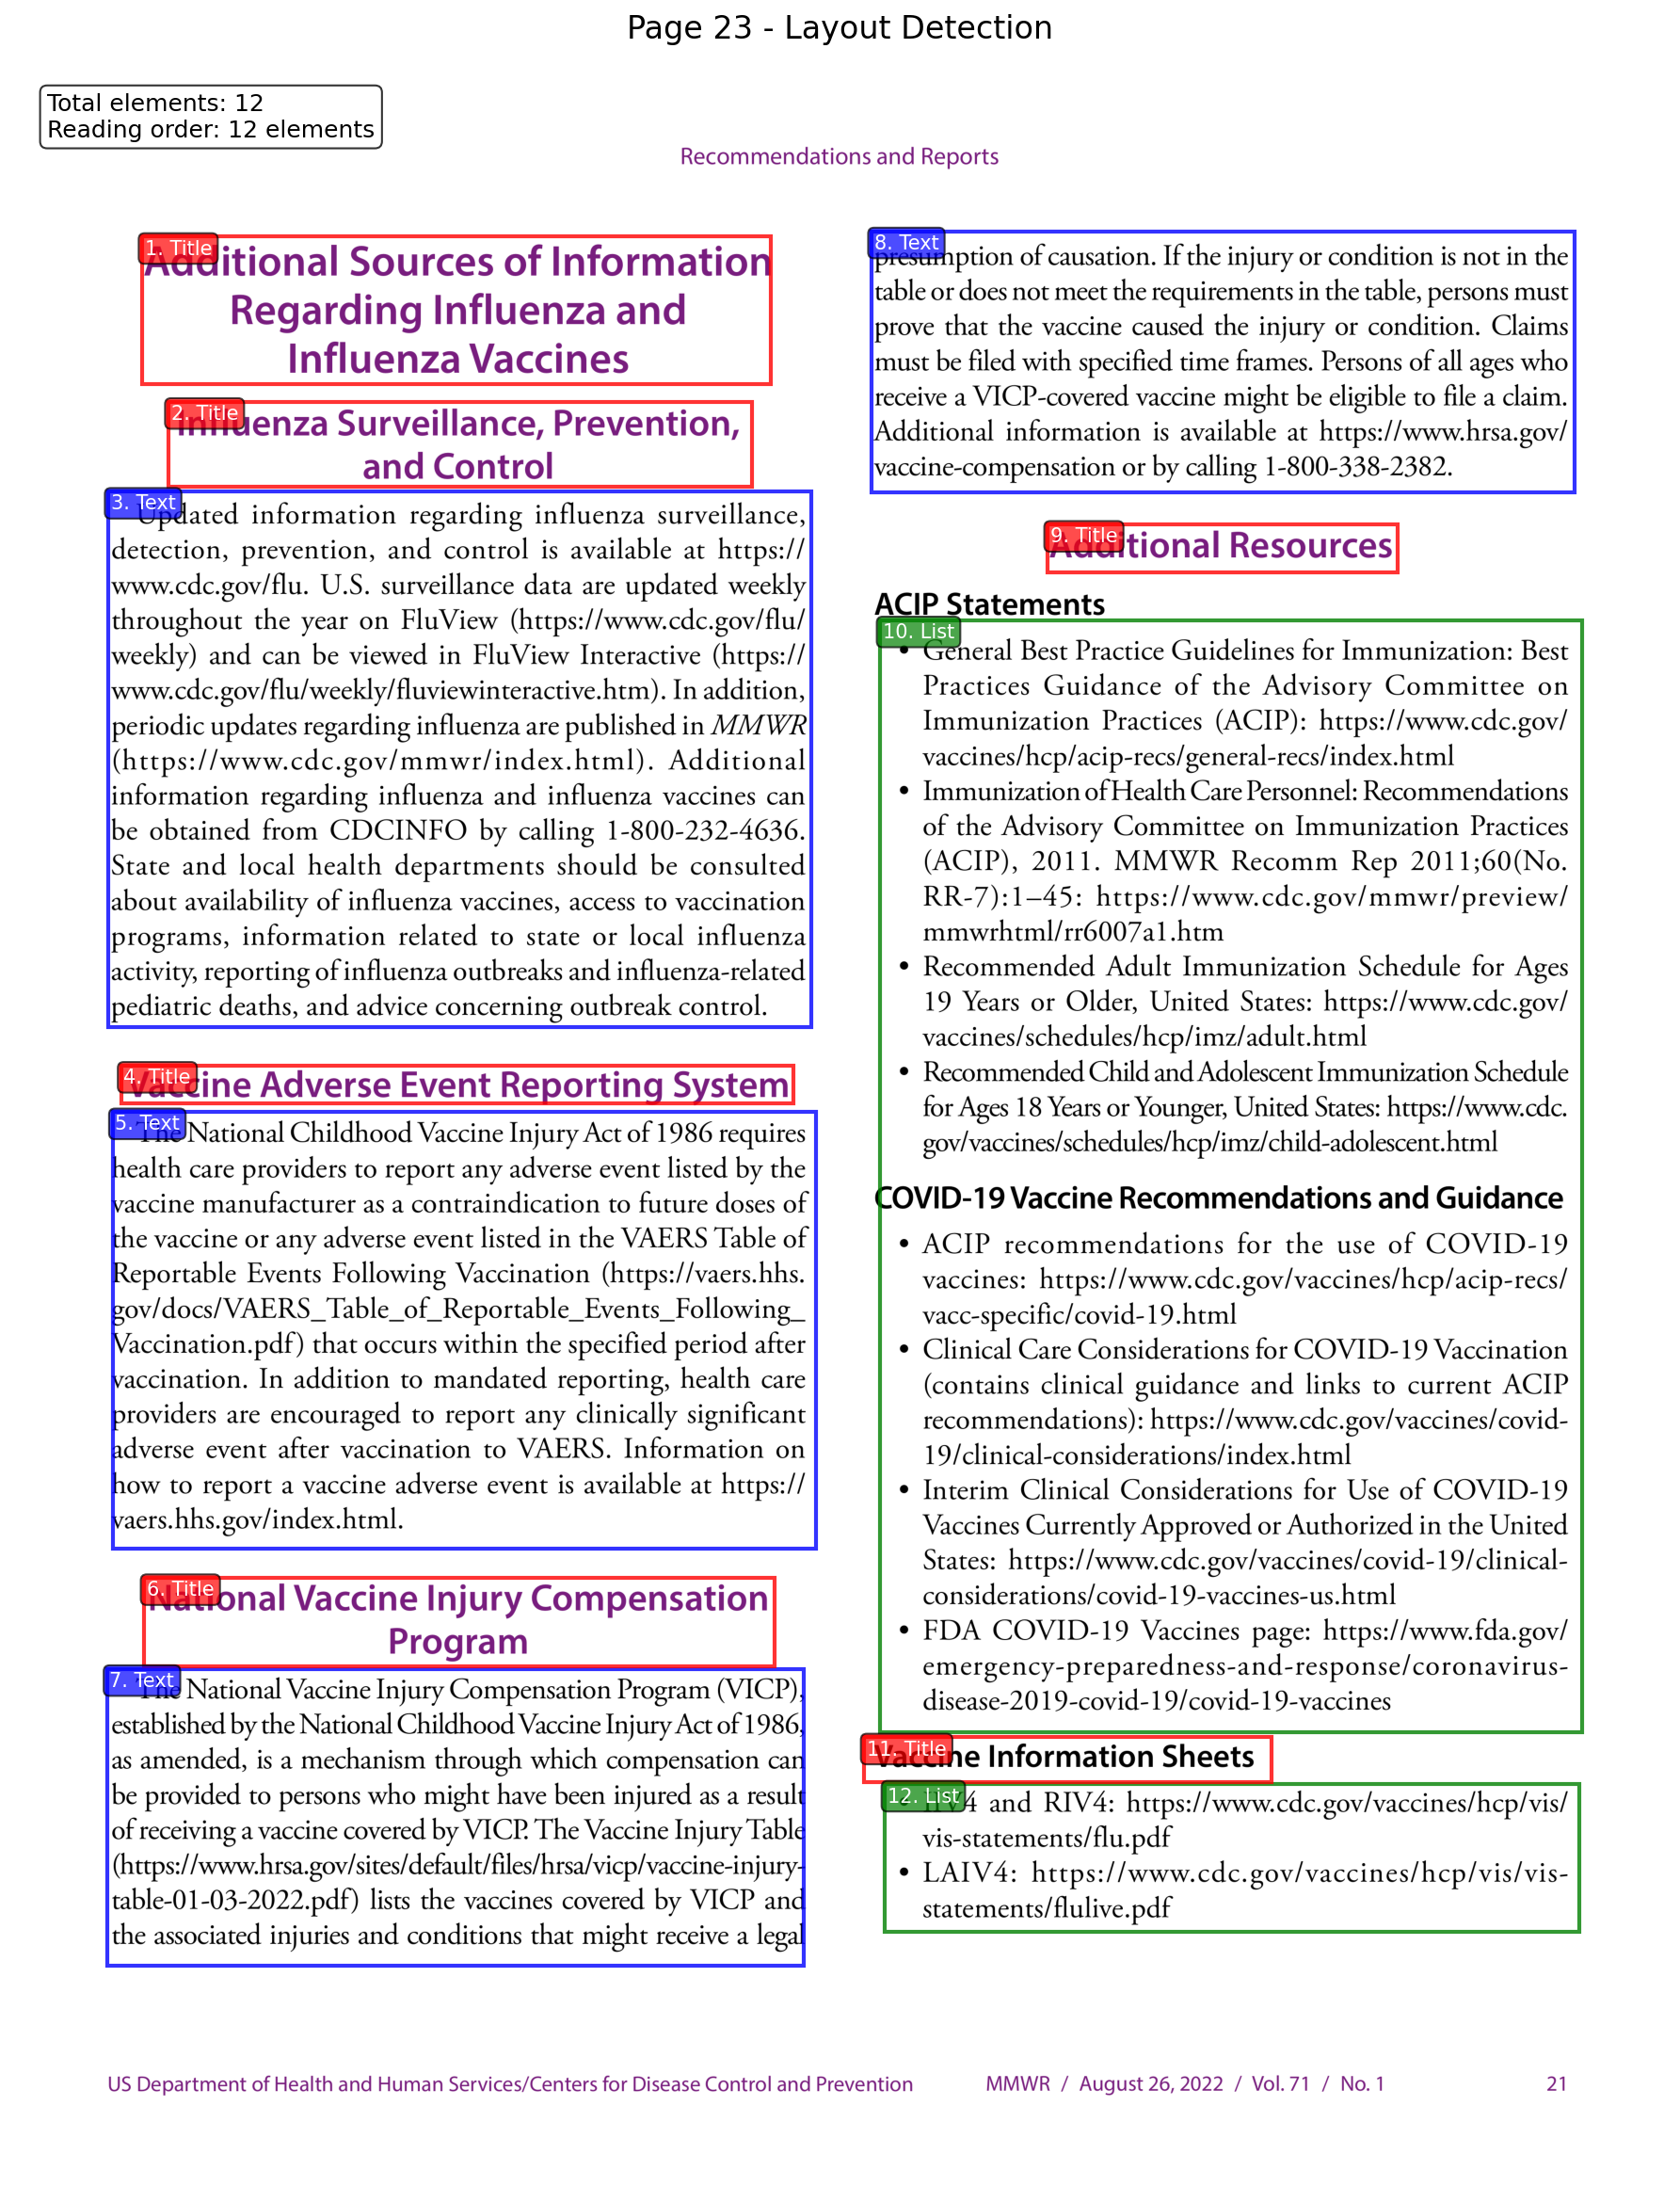 Page 23 - Layout Detection
Total elements: 12
Reading order: 12 elements
Recommendations and Reports
1. Title
Additional Sources of Information
Regarding Influenza and
Influenza Vaccines
2. Title
Influenza Surveillance, Prevention,
and Control
3. Text
Updated information regarding influenza surveillance,
detection, prevention, and control is available at https://
www.cdc.gov/flu. U.S. surveillance data are updated weekly
throughout the year on FluView (https://www.cdc.gov/flu/
weekly) and can be viewed in FluView Interactive (https://
www.cdc.gov/flu/weekly/fluviewinteractive.htm). In addition,
periodic updates regarding influenza are published in MMWR
(https://www.cdc.gov/mmwr/index.html). Additional
information regarding influenza and influenza vaccines can
be obtained from CDCINFO by calling 1-800-232-4636.
State and local health departments should be consulted
about availability of influenza vaccines, access to vaccination
programs, information related to state or local influenza
activity, reporting of influenza outbreaks and influenza-related
pediatric deaths, and advice concerning outbreak control.
4. Title
Vaccine Adverse Event Reporting System
5. Text
The National Childhood Vaccine Injury Act of 1986 requires
health care providers to report any adverse event listed by the
vaccine manufacturer as a contraindication to future doses of
the vaccine or any adverse event listed in the VAERS Table of
Reportable Events Following Vaccination (https://vaers.hhs.
gov/docs/VAERS_Table_of_Reportable_Events_Following_
Vaccination.pdf) that occurs within the specified period after
vaccination. In addition to mandated reporting, health care
providers are encouraged to report any clinically significant
adverse event after vaccination to VAERS. Information on
how to report a vaccine adverse event is available at https://
vaers.hhs.gov/index.html.
6. Title
National Vaccine Injury Compensation
Program
7. Text
The National Vaccine Injury Compensation Program (VICP),
established by the National Childhood Vaccine Injury Act of 1986,
as amended, is a mechanism through which compensation can
be provided to persons who might have been injured as a result
of receiving a vaccine covered by VICP. The Vaccine Injury Table
(https://www.hrsa.gov/sites/default/files/hrsa/vicp/vaccine-injury-
table-01-03-2022.pdf) lists the vaccines covered by VICP and
the associated injuries and conditions that might receive a legal
8. Text
presumption of causation. If the injury or condition is not in the
table or does not meet the requirements in the table, persons must
prove that the vaccine caused the injury or condition. Claims
must be filed with specified time frames. Persons of all ages who
receive a VICP-covered vaccine might be eligible to file a claim.
Additional information is available at https://www.hrsa.gov/
vaccine-compensation or by calling 1-800-338-2382.
9. Title
Additional Resources
ACIP Statements
10. List
• General Best Practice Guidelines for Immunization: Best
Practices Guidance of the Advisory Committee on
Immunization Practices (ACIP): https://www.cdc.gov/
vaccines/hcp/acip-recs/general-recs/index.html
• Immunization of Health Care Personnel: Recommendations
of the Advisory Committee on Immunization Practices
(ACIP), 2011. MMWR Recomm Rep 2011;60(No.
RR-7):1–45: https://www.cdc.gov/mmwr/preview/
mmwrhtml/rr6007a1.htm
• Recommended Adult Immunization Schedule for Ages
19 Years or Older, United States: https://www.cdc.gov/
vaccines/schedules/hcp/imz/adult.html
• Recommended Child and Adolescent Immunization Schedule
for Ages 18 Years or Younger, United States: https://www.cdc.
gov/vaccines/schedules/hcp/imz/child-adolescent.html
COVID-19 Vaccine Recommendations and Guidance
• ACIP recommendations for the use of COVID-19
vaccines: https://www.cdc.gov/vaccines/hcp/acip-recs/
vacc-specific/covid-19.html
• Clinical Care Considerations for COVID-19 Vaccination
(contains clinical guidance and links to current ACIP
recommendations): https://www.cdc.gov/vaccines/covid-
19/clinical-considerations/index.html
• Interim Clinical Considerations for Use of COVID-19
Vaccines Currently Approved or Authorized in the United
States: https://www.cdc.gov/vaccines/covid-19/clinical-
considerations/covid-19-vaccines-us.html
• FDA COVID-19 Vaccines page: https://www.fda.gov/
emergency-preparedness-and-response/coronavirus-
disease-2019-covid-19/covid-19-vaccines
11. Title
Vaccine Information Sheets
12. List
• IIV4 and RIV4: https://www.cdc.gov/vaccines/hcp/vis/
vis-statements/flu.pdf
• LAIV4: https://www.cdc.gov/vaccines/hcp/vis/vis-
statements/flulive.pdf
US Department of Health and Human Services/Centers for Disease Control and Prevention MMWR / August 26, 2022 / Vol. 71 / No. 1 21